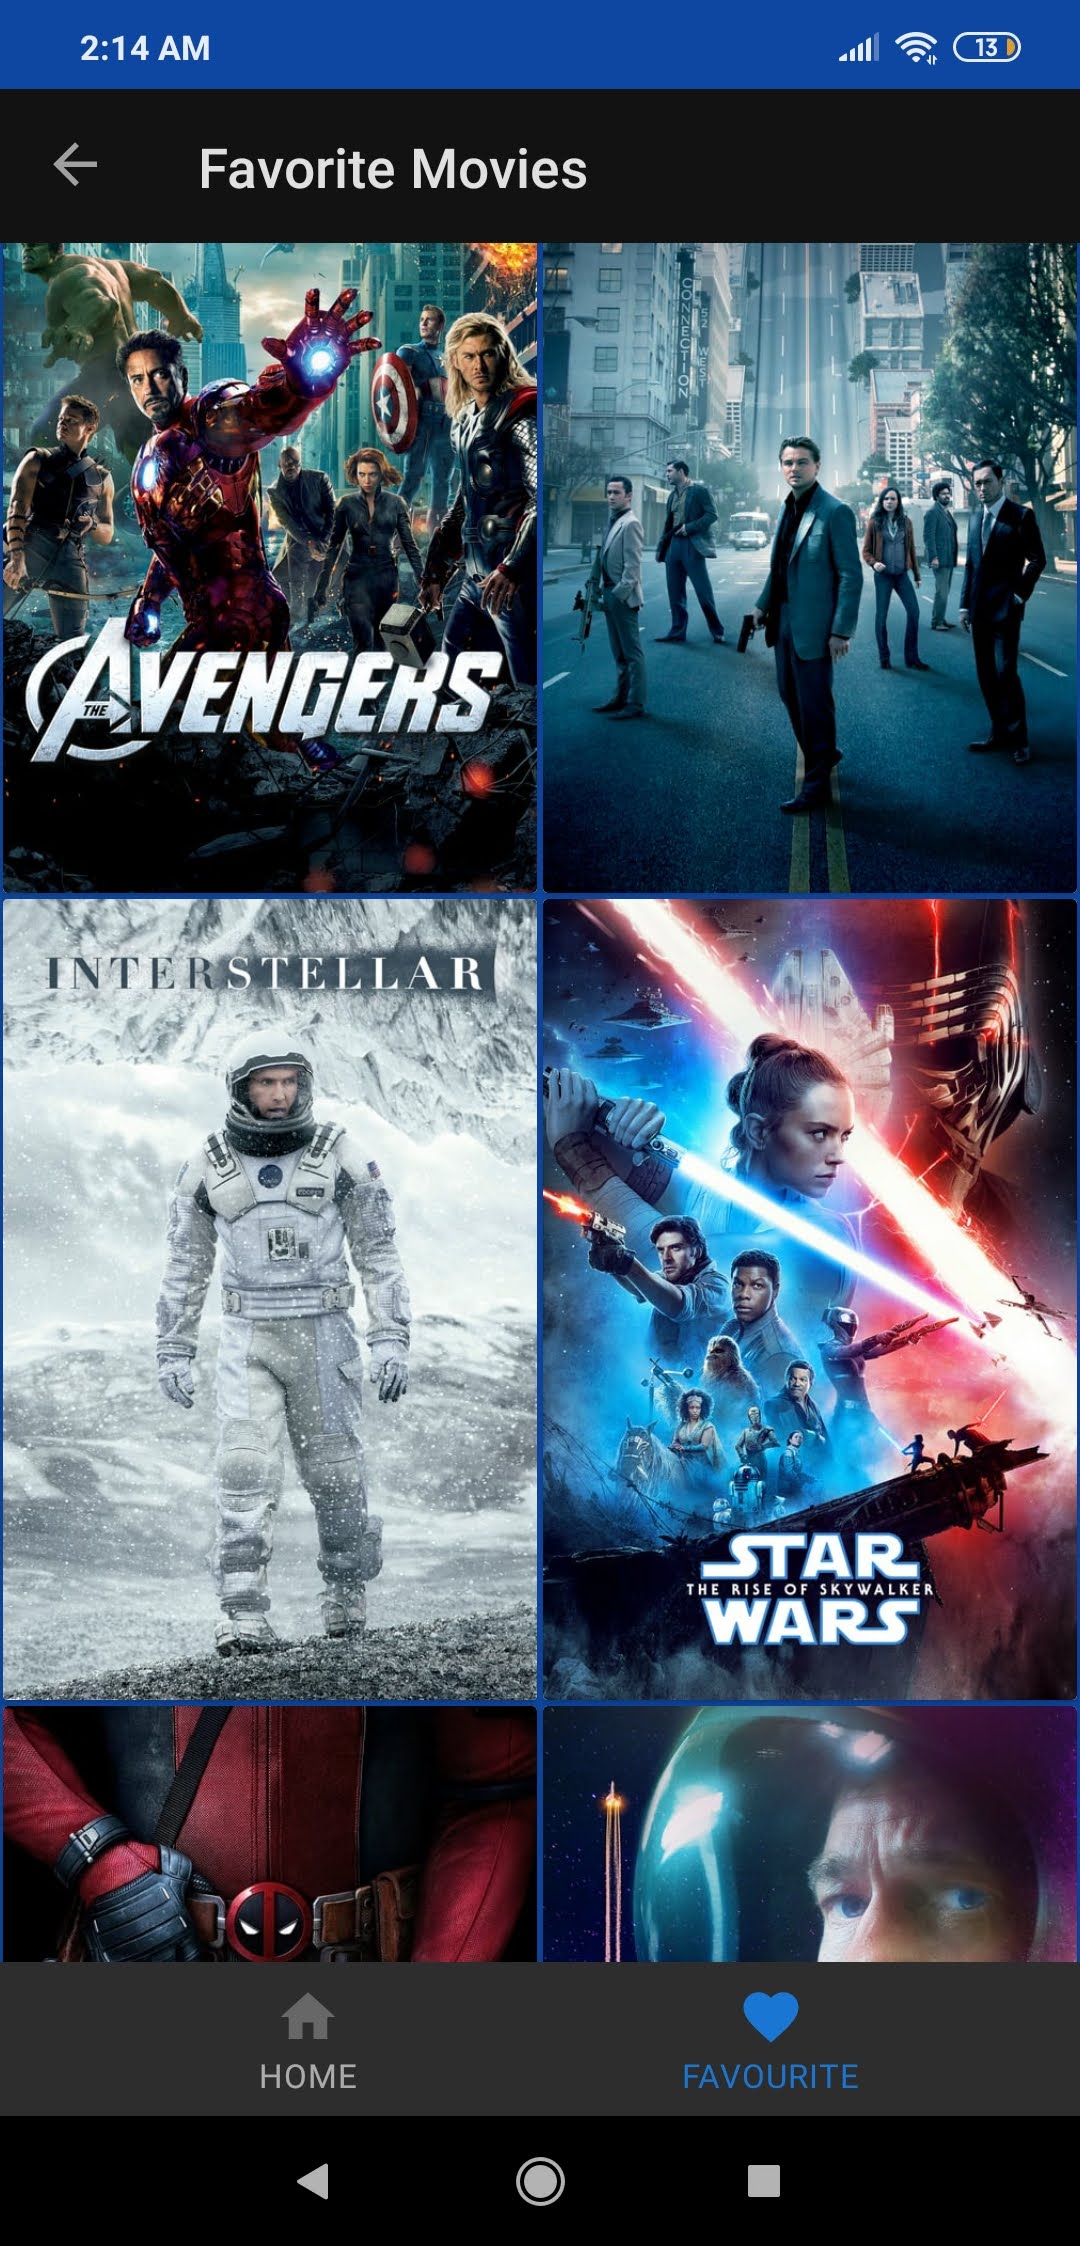 2:14 AM
13
Favorite Movies
THE AVENGERS
CONNECTION
52 WEST
INTERSTELLAR
STAR
THE RISE OF SKYWALKER
WARS
HOME
FAVOURITE